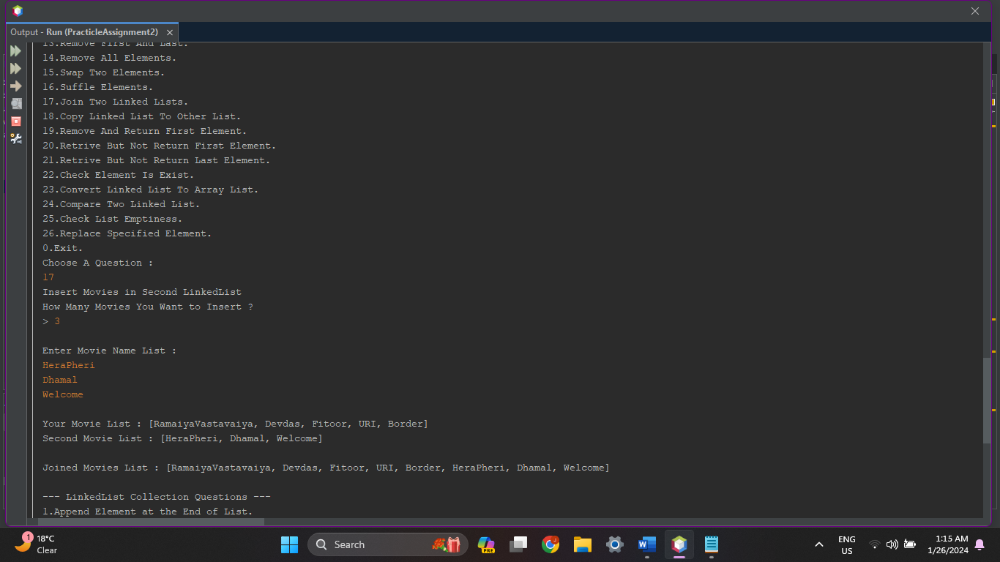 Output - Run (PracticleAssignment2) ×
13.Remove First And Last.
14.Remove All Elements.
15.Swap Two Elements.
16.Suffle Elements.
17.Join Two Linked Lists.
18.Copy Linked List To Other List.
19.Remove And Return First Element.
20.Retrive But Not Return First Element.
21.Retrive But Not Return Last Element.
22.Check Element Is Exist.
23.Convert Linked List To Array List.
24.Compare Two Linked List.
25.Check List Emptiness.
26.Replace Specified Element.
0.Exit.
Choose A Question :
17
Insert Movies in Second LinkedList
How Many Movies You Want to Insert ?
> 3
Enter Movie Name List :
HeraPheri
Dhamal
Welcome
Your Movie List : [RamaiyaVastavaiya, Devdas, Fitoor, URI, Border]
Second Movie List : [HeraPheri, Dhamal, Welcome]
Joined Movies List : [RamaiyaVastavaiya, Devdas, Fitoor, URI, Border, HeraPheri, Dhamal, Welcome]
--- LinkedList Collection Questions ---
1.Append Element at the End of List.
1
18°C
Clear
Search
PRE
ENG
US
1:15 AM
1/26/2024